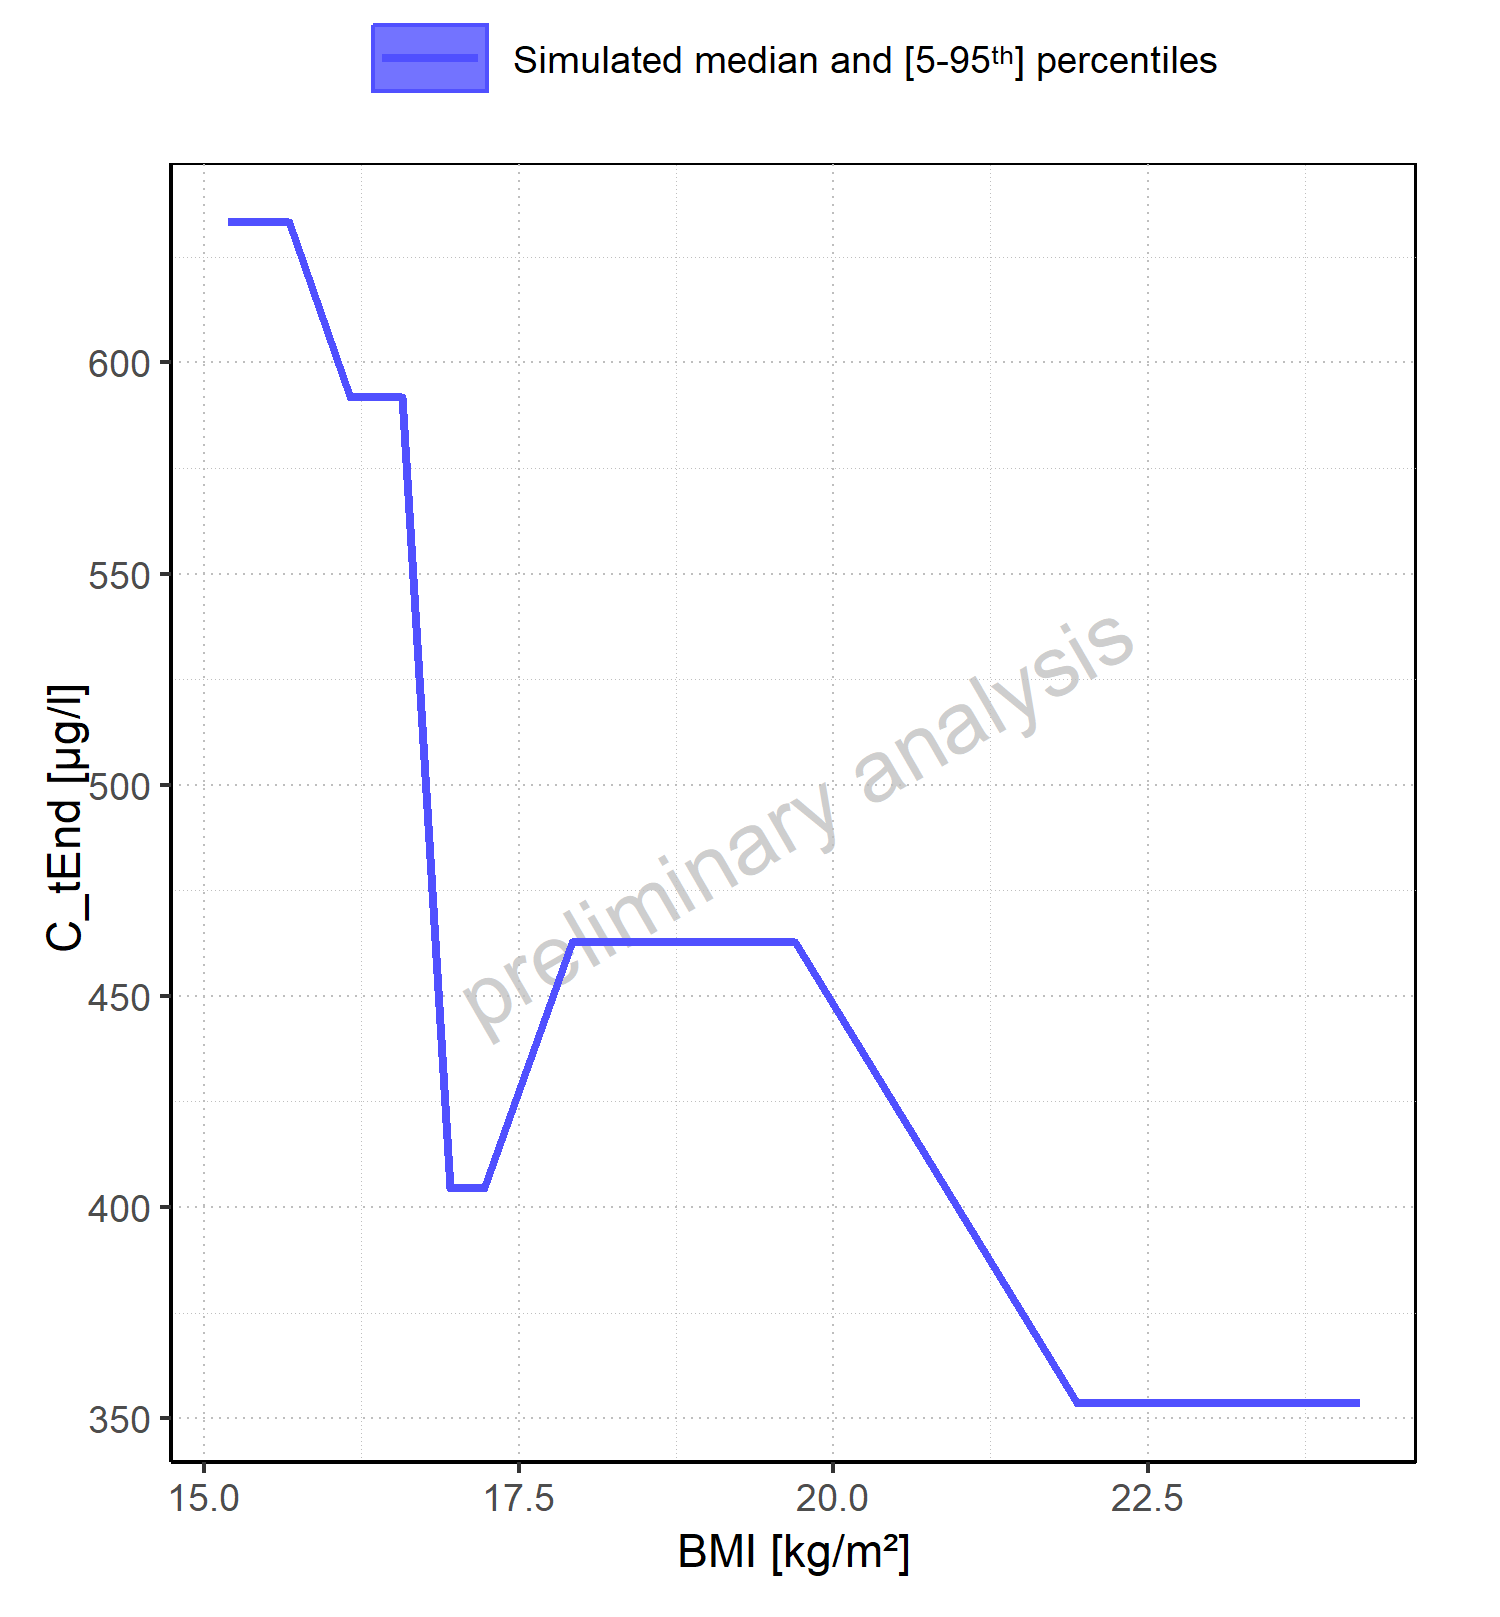 Simulated median and [5-95ᵗʰ] percentiles
C_tEnd [µg/l]
600
550
500
450
400
350
preliminary analysis
15.0 17.5 20.0 22.5
BMI [kg/m²]